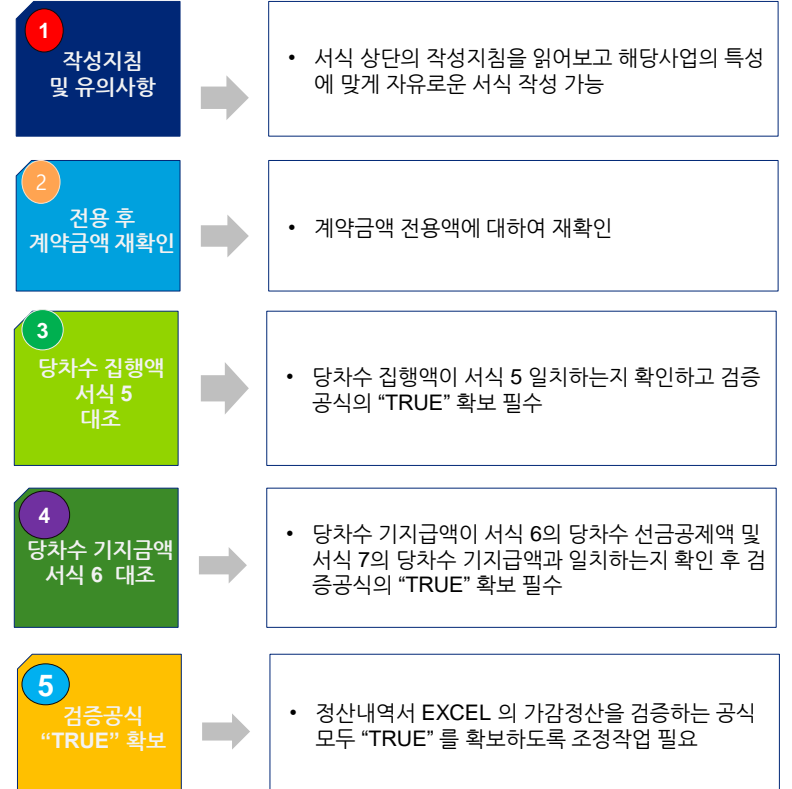 1
작성지침
및 유의사항
• 서식 상단의 작성지침을 읽어보고 해당사업의 특성
에 맞게 자유로운 서식 작성 가능
2
전용 후
계약금액 재확인
• 계약금액 전용액에 대하여 재확인
3
당차수 집행액
서식 5
대조
• 당차수 집행액이 서식 5 일치하는지 확인하고 검증
공식의 “TRUE” 확보 필수
4
당차수 기지금액
서식 6 대조
• 당차수 기지급액이 서식 6의 당차수 선금공제액 및
서식 7의 당차수 기지급액과 일치하는지 확인 후 검
증공식의 “TRUE” 확보 필수
5
검증공식
“TRUE” 확보
• 정산내역서 EXCEL 의 가감정산을 검증하는 공식
모두 “TRUE” 를 확보하도록 조정작업 필요